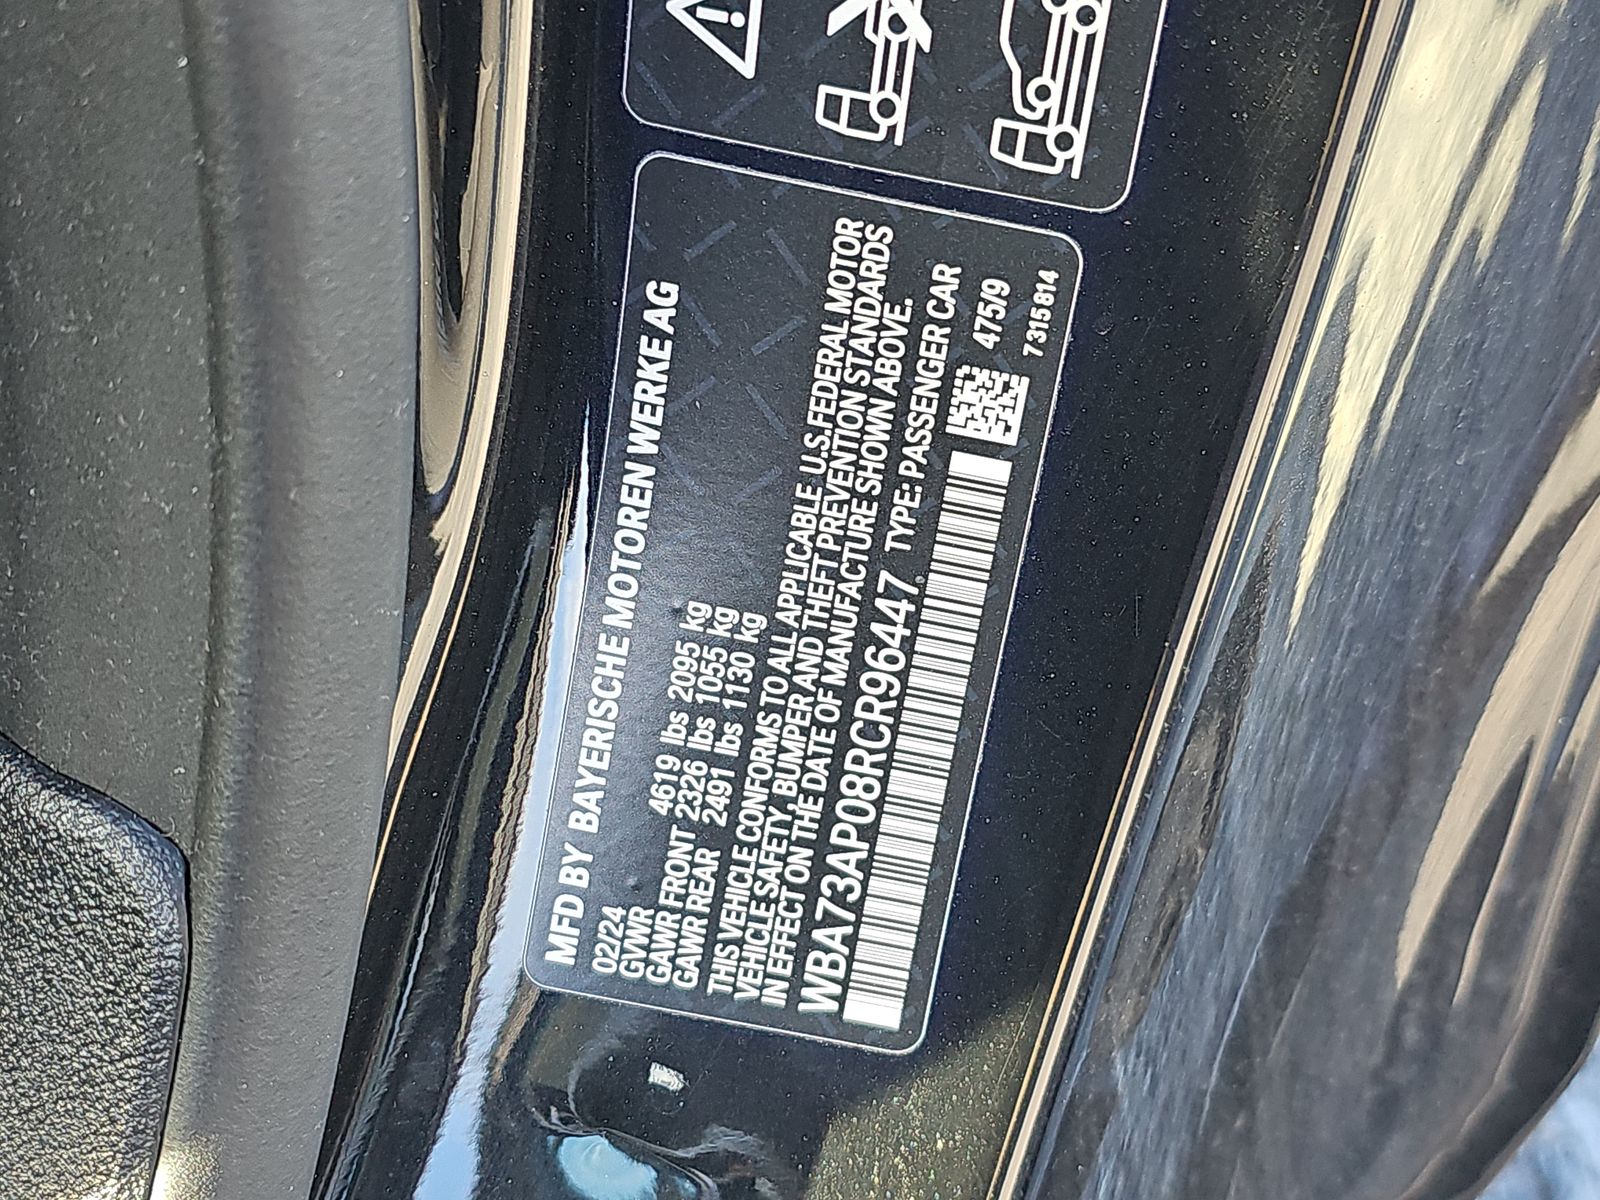 MFD BY BAYERISCHE MOTOREN WERKE AG
02/24
GVWR 4619 lbs 2095 kg
GAWR FRONT 2326 lbs 1055 kg
GAWR REAR 2491 lbs 1130 kg
THIS VEHICLE CONFORMS TO ALL APPLICABLE U.S. FEDERAL MOTOR
VEHICLE SAFETY, BUMPER AND THEFT PREVENTION STANDARDS
IN EFFECT ON THE DATE OF MANUFACTURE SHOWN ABOVE.
WBA73AP08RCR96447 TYPE: PASSENGER CAR
475/9
7315814